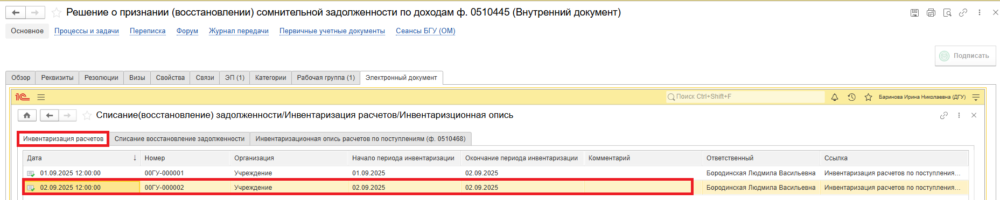 Решение о признании (восстановлении) сомнительной задолженности по доходам ф. 0510445 (Внутренний документ)
Основное Процессы и задачи Переписка Форум Журнал передачи Первичные учетные документы Сеансы БГУ (ОМ)
Подписать
Обзор Реквизиты Резолюции Визы Свойства Связи ЭП (1) Категории Рабочая группа (1) Электронный документ
1С Поиск Ctrl+Shift+F Баринова Ирина Николаевна (ДГУ)
Списание(восстановление) задолженности/Инвентаризация расчетов/Инвентаризционная опись
Инвентаризация расчетов Списание восстановление задолженности Инвентаризационная опись расчетов по поступлениям (ф. 0510468)
Дата ↓ Номер Организация Начало периода инвентаризации Окончание периода инвентаризации Комментарий Ответственный Ссылка
01.09.2025 12:00:00 00ГУ-000001 Учреждение 01.09.2025 02.09.2025 Бородинская Людмила Васильевна Инвентаризация расчетов по поступления...
02.09.2025 12:00:00 00ГУ-000002 Учреждение 02.09.2025 02.09.2025 Бородинская Людмила Васильевна Инвентаризация расчетов по поступления...